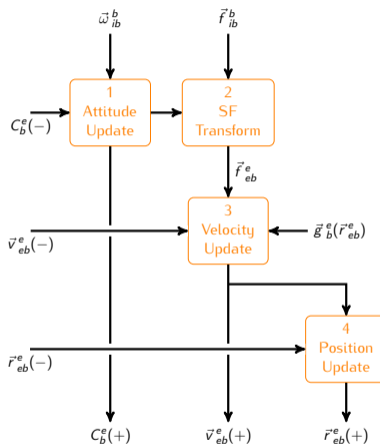 ω⃗ᵇᵢᵦ f⃗ᵇᵢᵦ
1 2
Attitude SF
Update Transform
Cᵉᵦ(−)
f⃗ᵉₑᵦ
3
Velocity
Update
v⃗ᵉₑᵦ(−) g⃗ᵉᵦ(r⃗ᵉₑᵦ)
4
Position
Update
r⃗ᵉₑᵦ(−)
Cᵉᵦ(+) v⃗ᵉₑᵦ(+) r⃗ᵉₑᵦ(+)